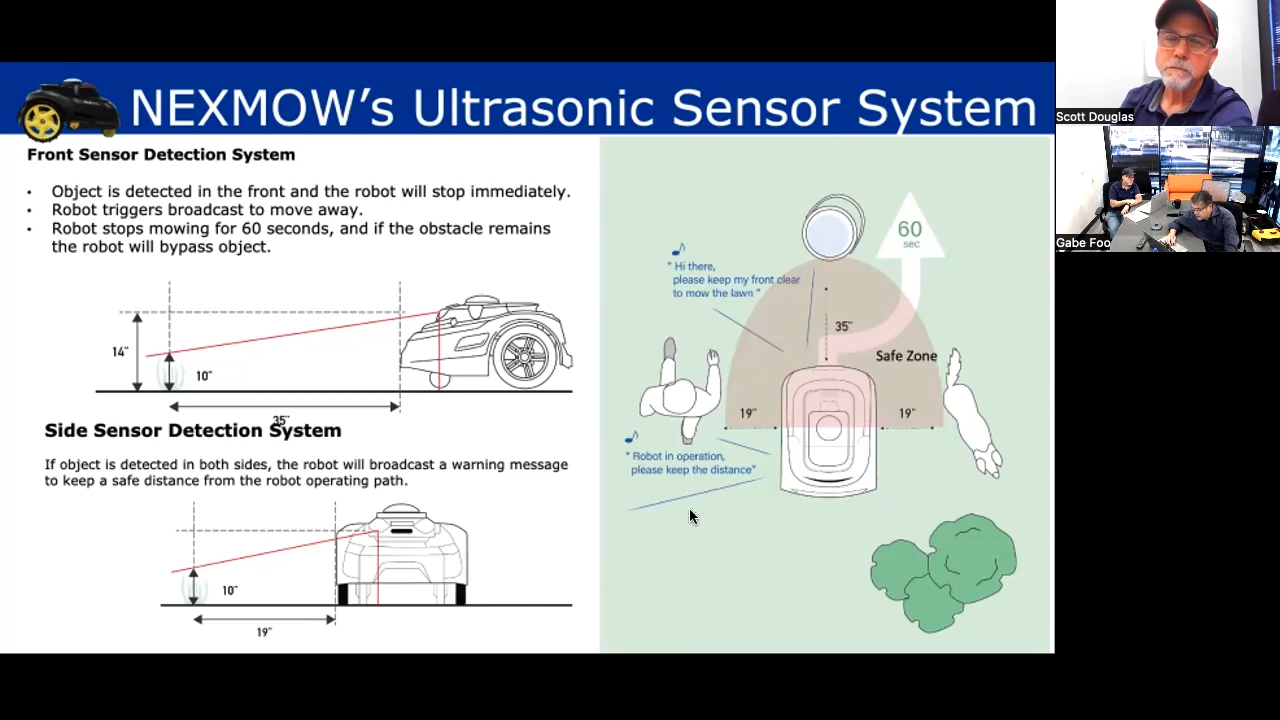 NEXMOW's Ultrasonic Sensor System
Front Sensor Detection System
• Object is detected in the front and the robot will stop immediately.
• Robot triggers broadcast to move away.
• Robot stops mowing for 60 seconds, and if the obstacle remains
the robot will bypass object.
14"
10"
35"
Side Sensor Detection System
If object is detected in both sides, the robot will broadcast a warning message
to keep a safe distance from the robot operating path.
10"
19"
60
sec
" Hi there,
please keep my front clear
to mow the lawn "
35"
Safe Zone
19"
19"
" Robot in operation,
please keep the distance"
Scott Douglas
Gabe Foo